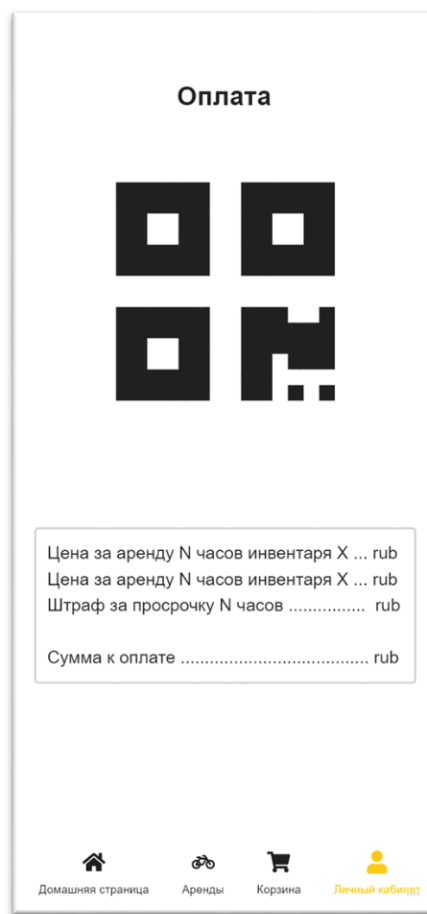 Оплата
Цена за аренду N часов инвентаря X ... rub
Цена за аренду N часов инвентаря X ... rub
Штраф за просрочку N часов ................ rub
Сумма к оплате ....................................... rub
Домашняя страница
Аренды
Корзина
Личный кабинет